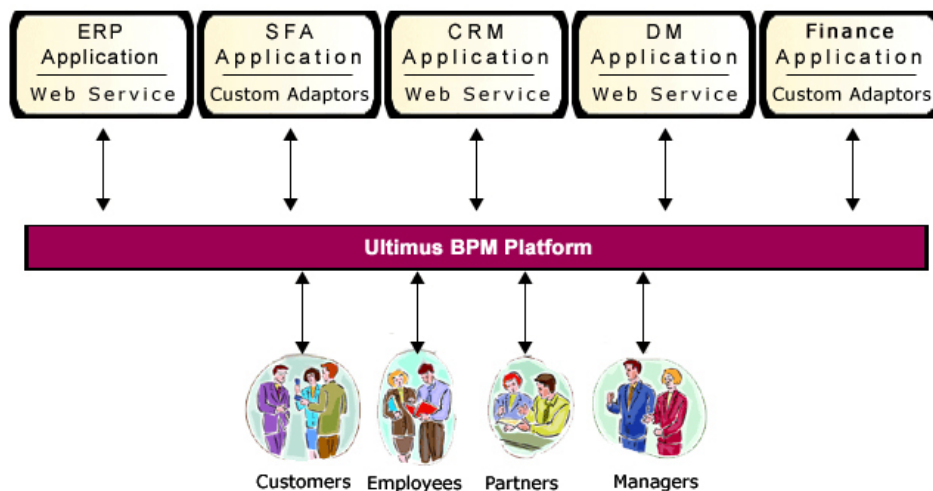 ERP
Application
Web Service
SFA
Application
Custom Adaptors
CRM
Application
Web Service
DM
Application
Web Service
Finance
Application
Custom Adaptors
Ultimus BPM Platform
Customers
Employees
Partners
Managers